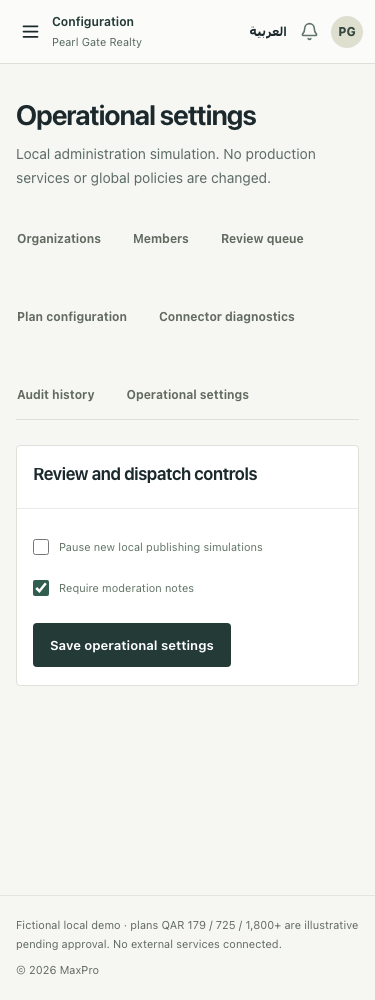 Configuration
Pearl Gate Realty
العربية
PG
Operational settings
Local administration simulation. No production
services or global policies are changed.
Organizations Members Review queue
Plan configuration Connector diagnostics
Audit history Operational settings
Review and dispatch controls
Pause new local publishing simulations
Require moderation notes
Save operational settings
Fictional local demo · plans QAR 179 / 725 / 1,800+ are illustrative
pending approval. No external services connected.
© 2026 MaxPro